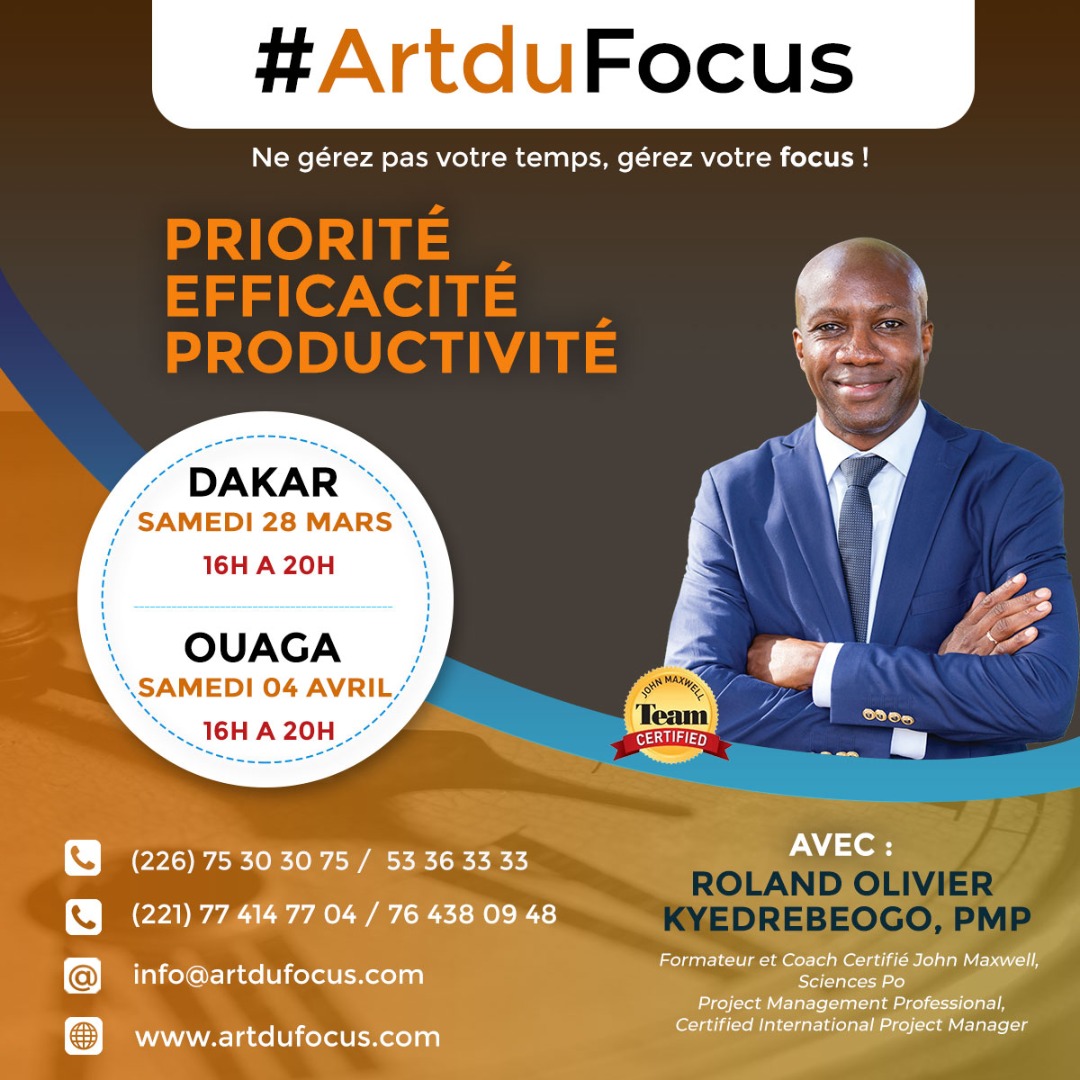 #ArtduFocus
Ne gérez pas votre temps, gérez votre focus !
PRIORITÉ
EFFICACITÉ
PRODUCTIVITÉ
DAKAR
SAMEDI 28 MARS
16H A 20H
OUAGA
SAMEDI 04 AVRIL
16H A 20H
JOHN MAXWELL
Team
CERTIFIED
(226) 75 30 30 75 / 53 36 33 33
(221) 77 414 77 04 / 76 438 09 48
info@artdufocus.com
www.artdufocus.com
AVEC :
ROLAND OLIVIER
KYEDREBEOGO, PMP
Formateur et Coach Certifié John Maxwell,
Sciences Po
Project Management Professional,
Certified International Project Manager